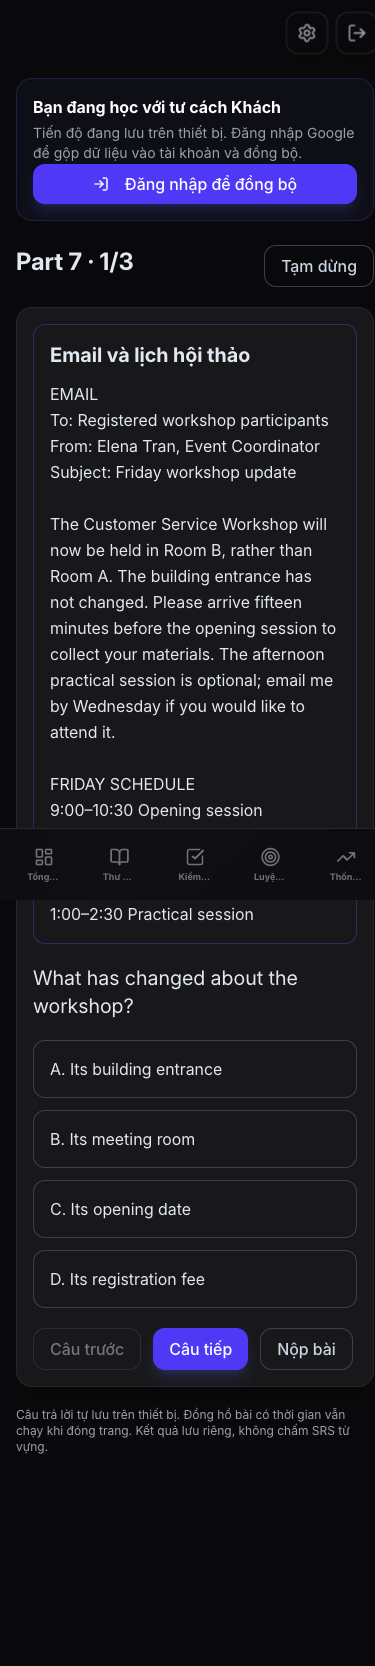 Bạn đang học với tư cách Khách
Tiến độ đang lưu trên thiết bị. Đăng nhập Google
để gộp dữ liệu vào tài khoản và đồng bộ.
Đăng nhập để đồng bộ
Part 7 · 1/3
Tạm dừng
Email và lịch hội thảo
EMAIL
To: Registered workshop participants
From: Elena Tran, Event Coordinator
Subject: Friday workshop update
The Customer Service Workshop will
now be held in Room B, rather than
Room A. The building entrance has
not changed. Please arrive fifteen
minutes before the opening session to
collect your materials. The afternoon
practical session is optional; email me
by Wednesday if you would like to
attend it.
FRIDAY SCHEDULE
9:00–10:30 Opening session
Tổng...
Thư ...
Kiểm...
Luyệ...
Thốn...
1:00–2:30 Practical session
What has changed about the
workshop?
A. Its building entrance
B. Its meeting room
C. Its opening date
D. Its registration fee
Câu trước
Câu tiếp
Nộp bài
Câu trả lời tự lưu trên thiết bị. Đồng hồ bài có thời gian vẫn
chạy khi đóng trang. Kết quả lưu riêng, không chấm SRS từ
vựng.